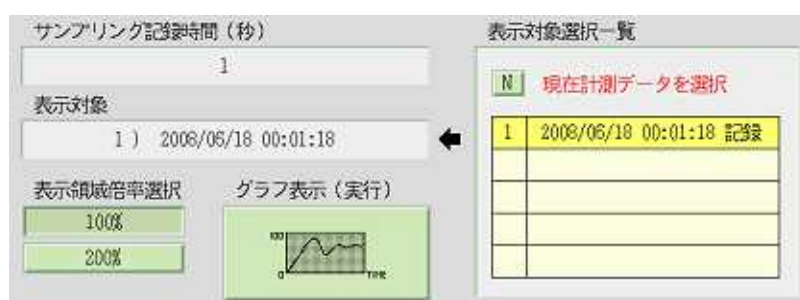 サンプリング記録時間（秒）
1
表示対象
1） 2008/06/18 00:01:18
表示領域倍率選択
100%
200%
グラフ表示（実行）
100
0
TIME
表示対象選択一覧
N 現在計測データを選択
1 2008/06/18 00:01:18 記録